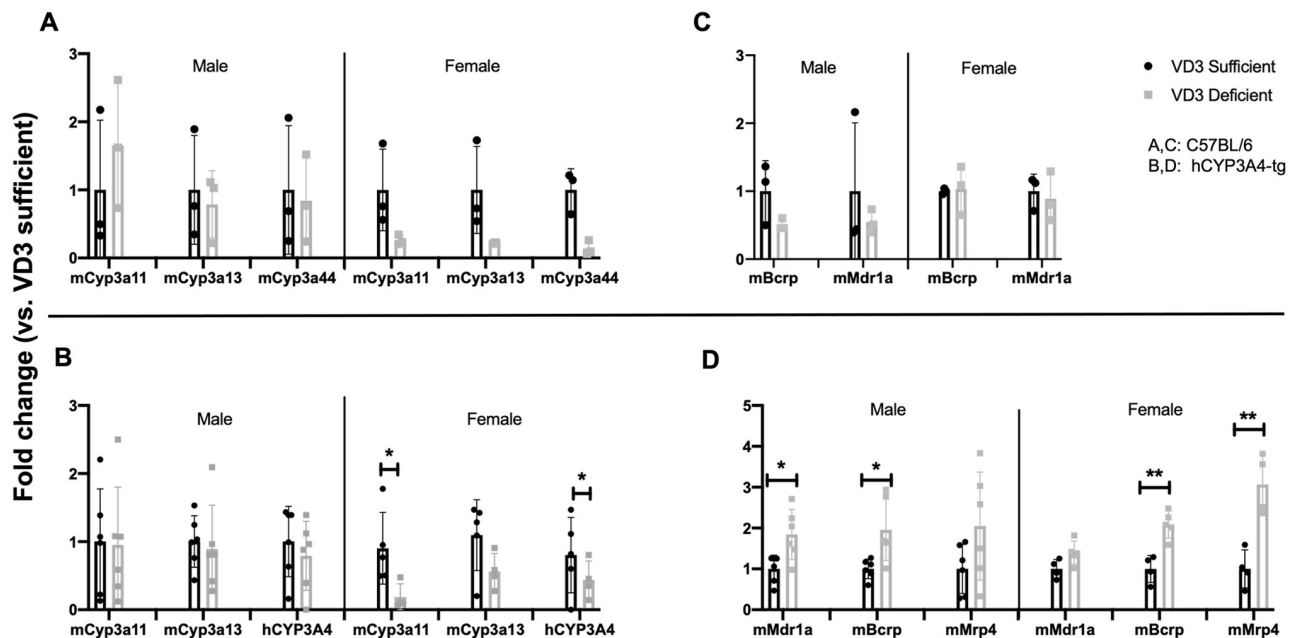 Fold change (vs. VD3 sufficient)
A
Male Female
3
2
1
0
mCyp3a11 mCyp3a13 mCyp3a44 mCyp3a11 mCyp3a13 mCyp3a44
C
Male Female
3
2
1
0
mBcrp mMdr1a mBcrp mMdr1a
VD3 Sufficient
VD3 Deficient
A,C: C57BL/6
B,D: hCYP3A4-tg
B
Male Female
3
2
1
0
* *
mCyp3a11 mCyp3a13 hCYP3A4 mCyp3a11 mCyp3a13 hCYP3A4
D
Male Female
5
4
3
2
1
0
* * ** **
mMdr1a mBcrp mMrp4 mMdr1a mBcrp mMrp4